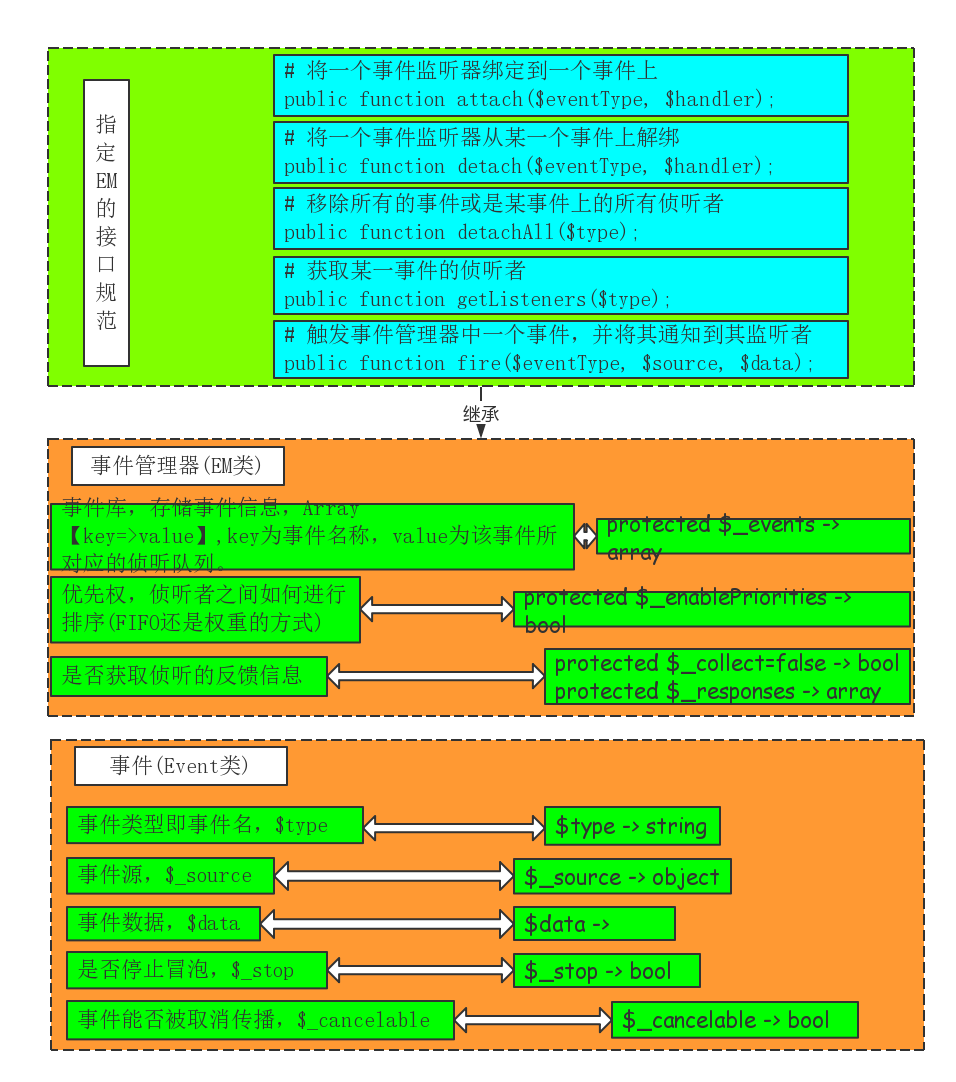 指
定
EM
的
接
口
规
范
# 将一个事件监听器绑定到一个事件上
public function attach($eventType, $handler);
# 将一个事件监听器从某一个事件上解绑
public function detach($eventType, $handler);
# 移除所有的事件或是某事件上的所有侦听者
public function detachAll($type);
# 获取某一事件的侦听者
public function getListeners($type);
# 触发事件管理器中一个事件，并将其通知到其监听者
public function fire($eventType, $source, $data);
继承
事件管理器(EM类)
事件库，存储事件信息，Array
【key=>value】,key为事件名称，value为该事件所
对应的侦听队列。
protected $_events ->
array
优先权，侦听者之间如何进行
排序(FIFO还是权重的方式)
protected $_enablePriorities ->
bool
是否获取侦听的反馈信息
protected $_collect=false -> bool
protected $_responses -> array
事件(Event类)
事件类型即事件名，$type
$type -> string
事件源，$_source
$_source -> object
事件数据，$data
$data ->
是否停止冒泡，$_stop
$_stop -> bool
事件能否被取消传播，$_cancelable
$_cancelable -> bool